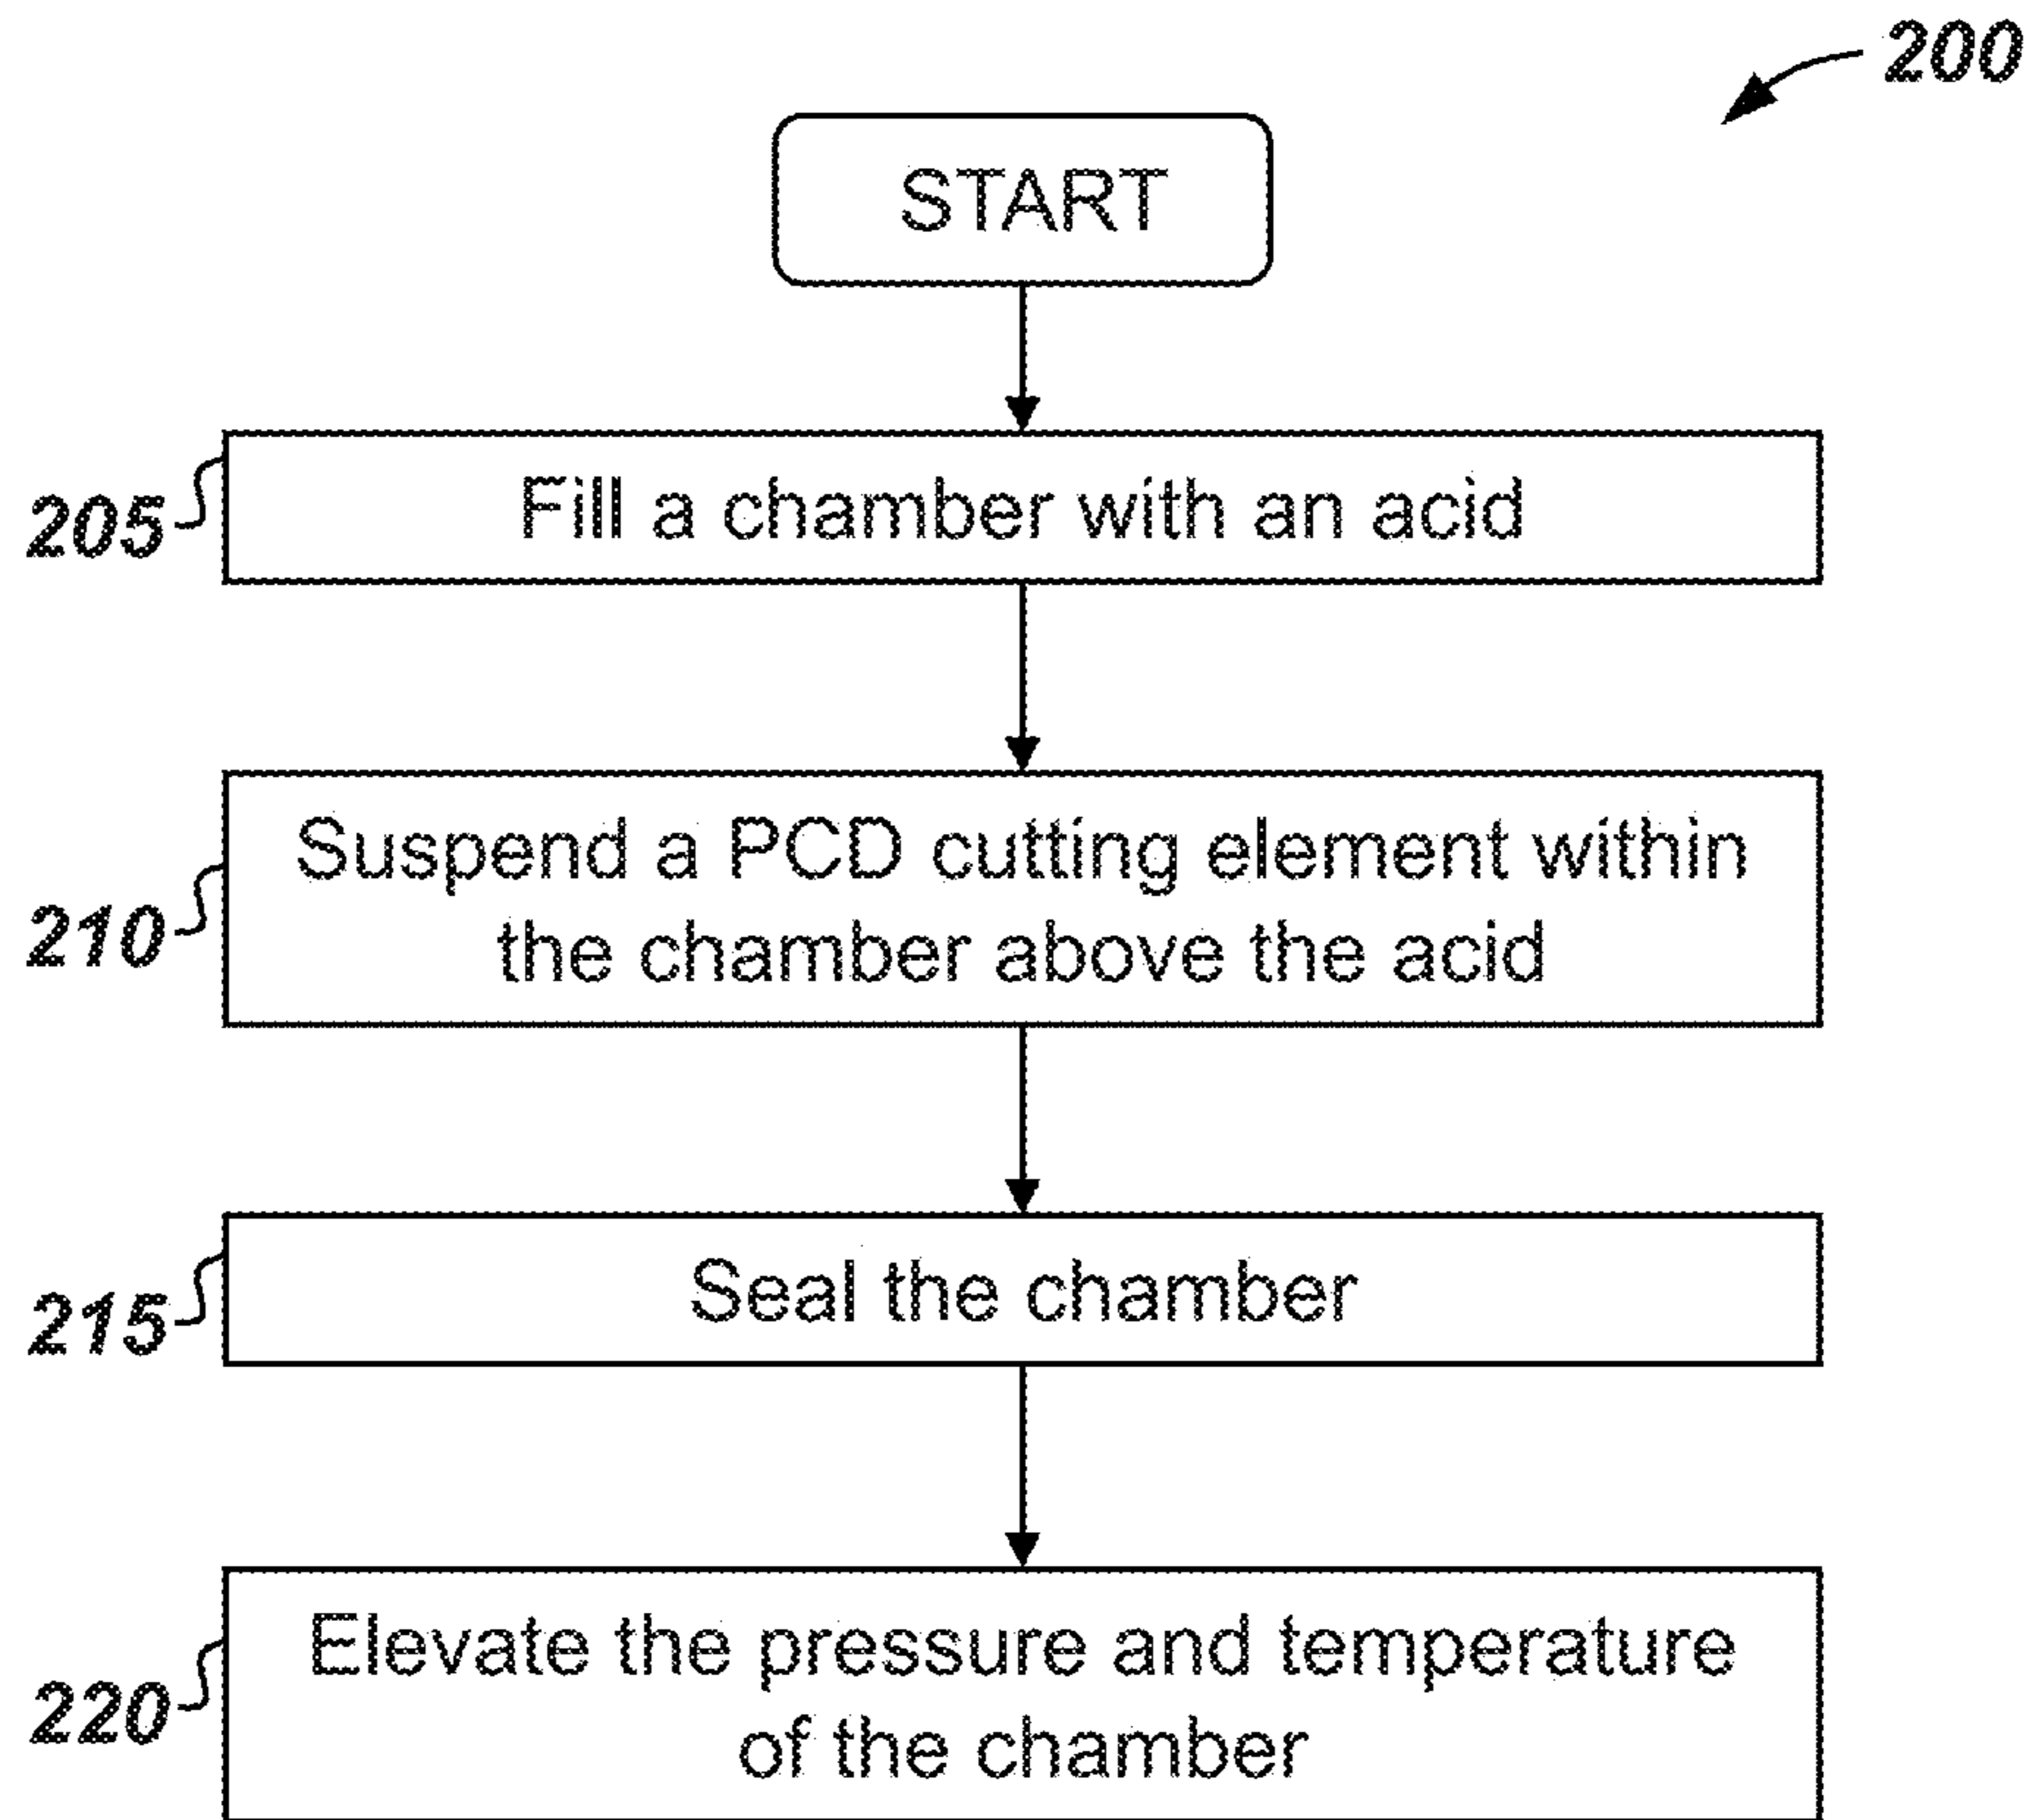 200
START
205
Fill a chamber with an acid
210
Suspend a PCD cutting element within
the chamber above the acid
215
Seal the chamber
220
Elevate the pressure and temperature
of the chamber